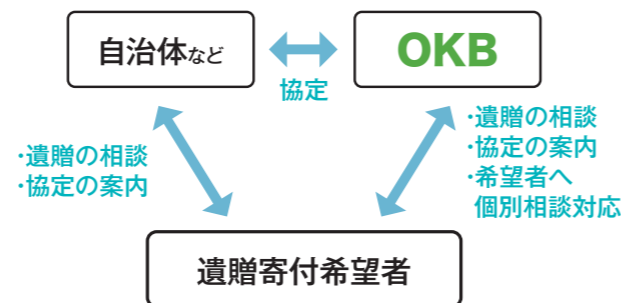 自治体など
OKB
協定
・遺贈の相談
・協定の案内
・遺贈の相談
・協定の案内
・希望者へ
個別相談対応
遺贈寄付希望者